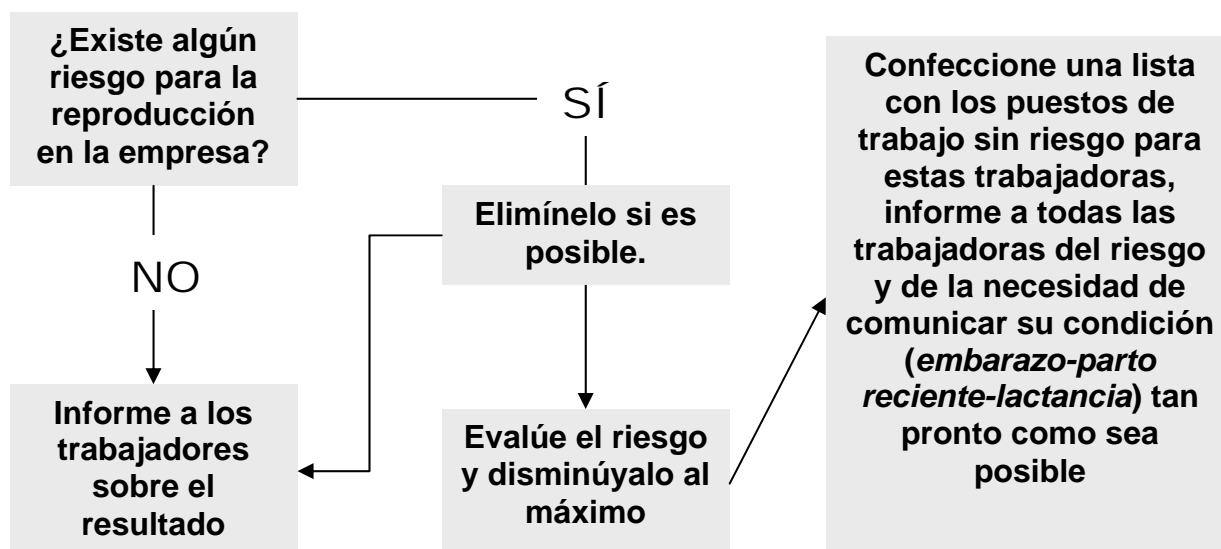 ¿Existe algún
riesgo para la
reproducción
en la empresa?
SÍ
NO
Elimínelo si es
posible.
Informe a los
trabajadores
sobre el
resultado
Evalúe el riesgo
y disminúyalo al
máximo
Confeccione una lista
con los puestos de
trabajo sin riesgo para
estas trabajadoras,
informe a todas las
trabajadoras del riesgo
y de la necesidad de
comunicar su condición
(embarazo-parto
reciente-lactancia) tan
pronto como sea
posible